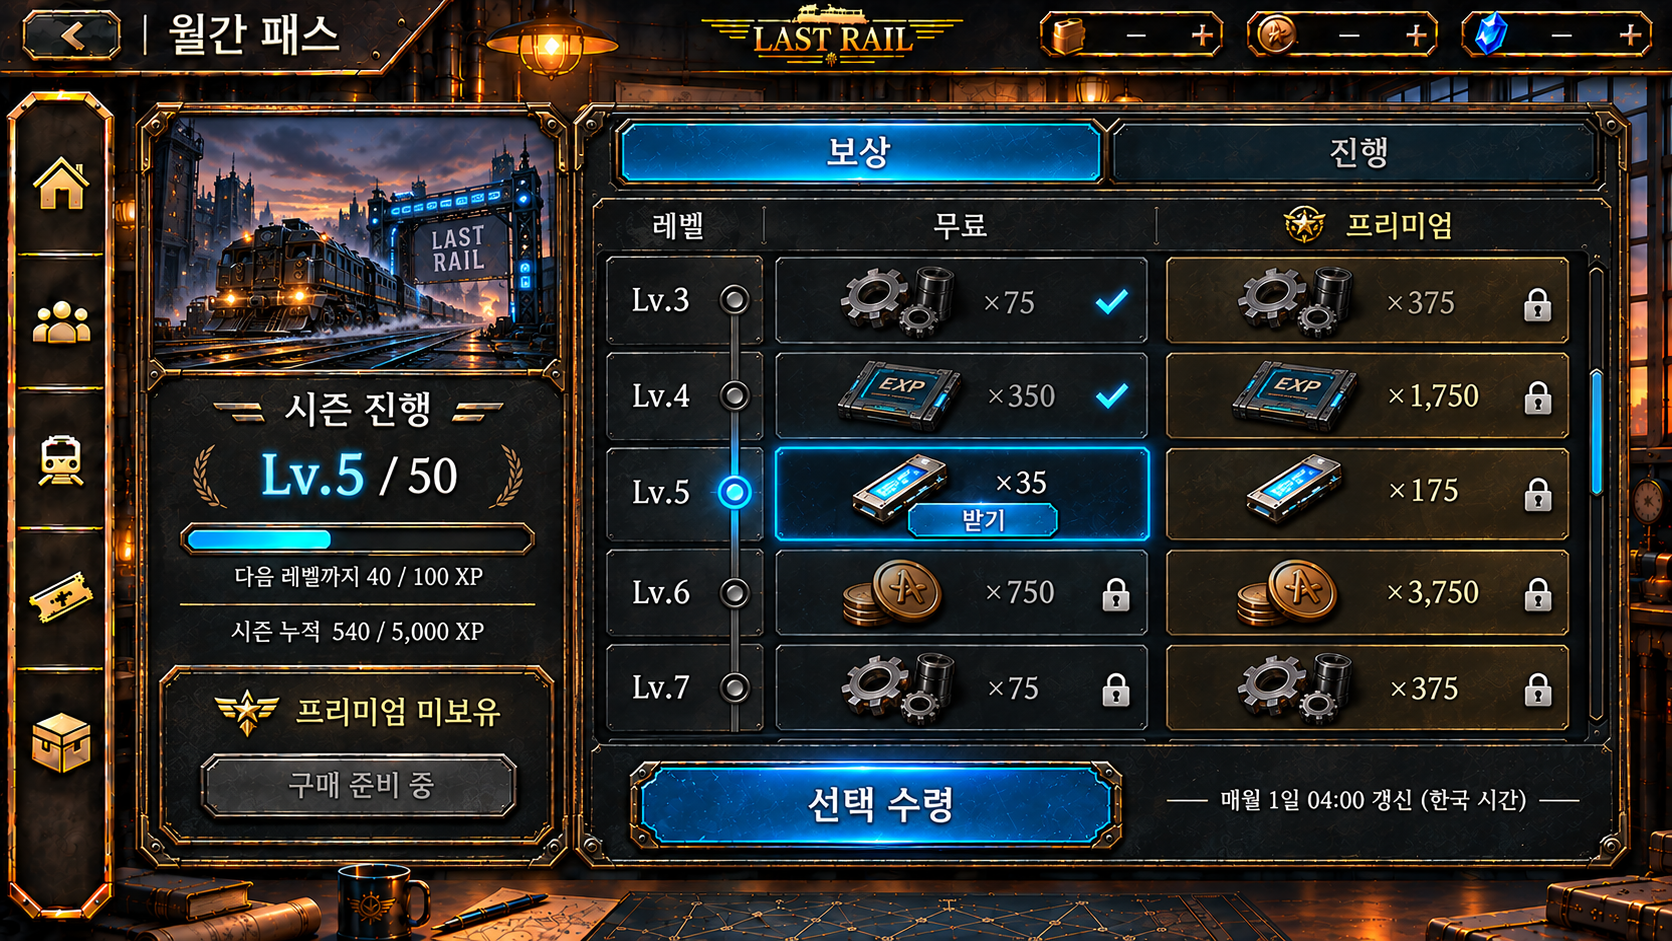 월간 패스
LAST RAIL
LAST
RAIL
시즌 진행
Lv.5 / 50
다음 레벨까지 40 / 100 XP
시즌 누적 540 / 5,000 XP
프리미엄 미보유
구매 준비 중
보상
진행
레벨
무료
프리미엄
Lv.3
×75
×375
Lv.4
EXP
×350
EXP
×1,750
Lv.5
×35
받기
×175
Lv.6
×750
×3,750
Lv.7
×75
×375
선택 수령
매월 1일 04:00 갱신 (한국 시간)